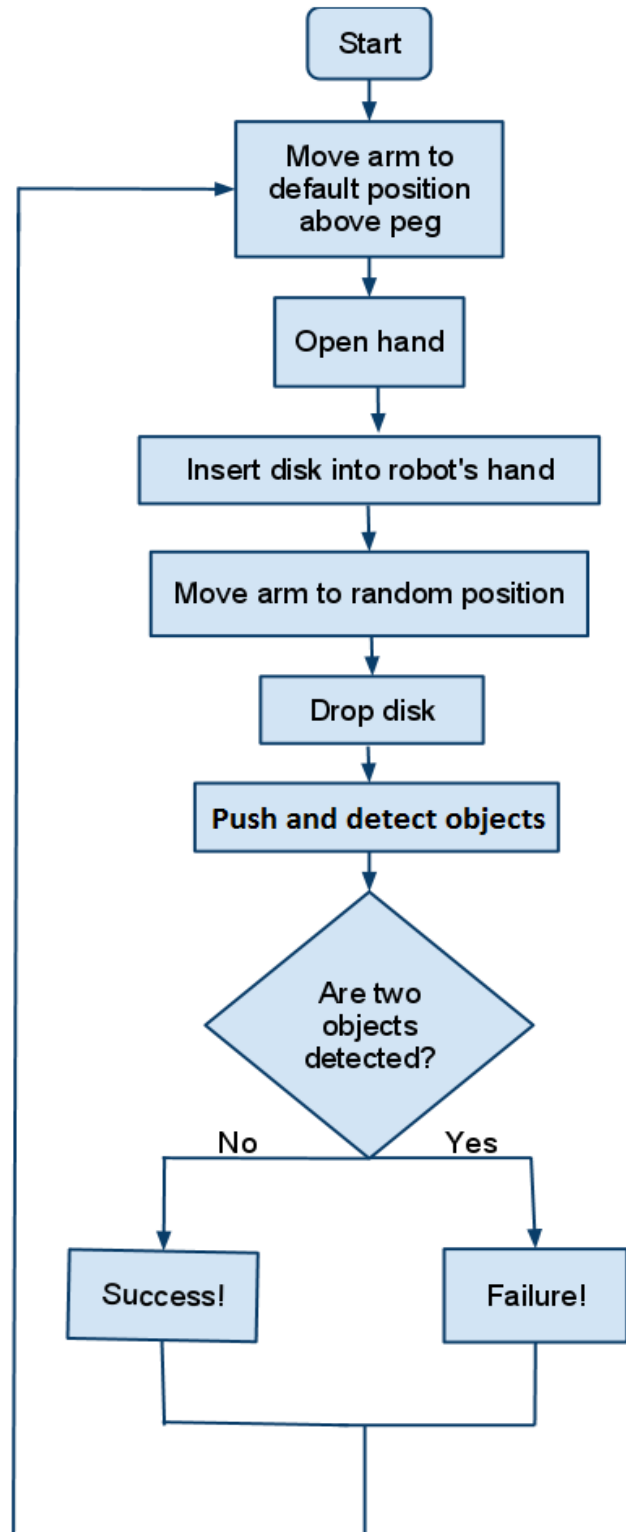 Start
Move arm to
default position
above peg
Open hand
Insert disk into robot's hand
Move arm to random position
Drop disk
Push and detect objects
Are two
objects
detected?
No
Yes
Success!
Failure!